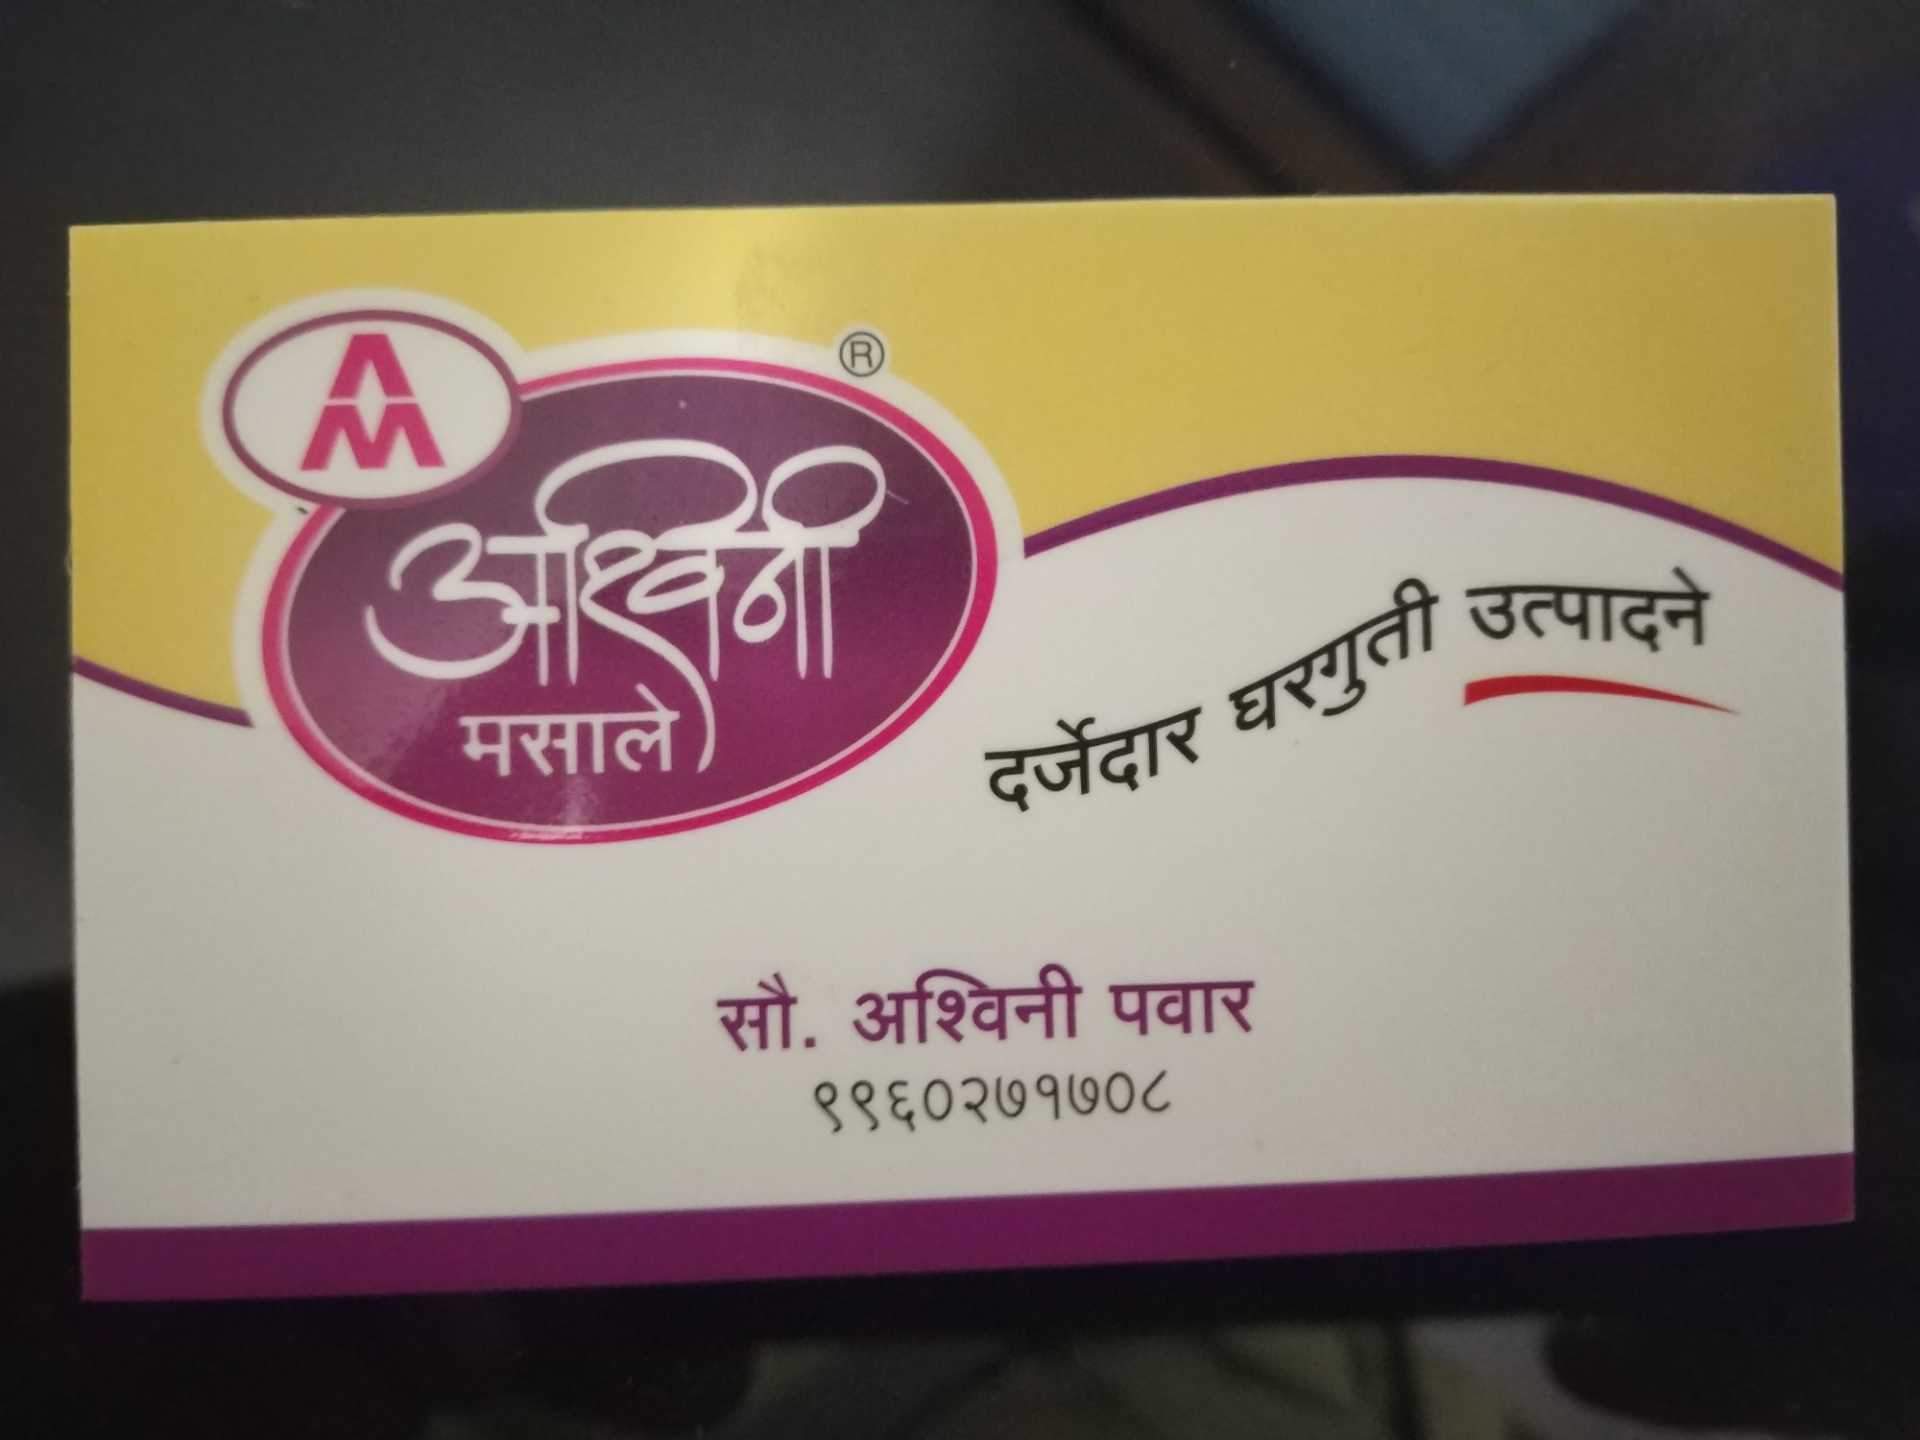 AM
®
अश्विनी
मसाले
दर्जेदार घरगुती उत्पादने
सौ. अश्विनी पवार
९९६०२७१७०८